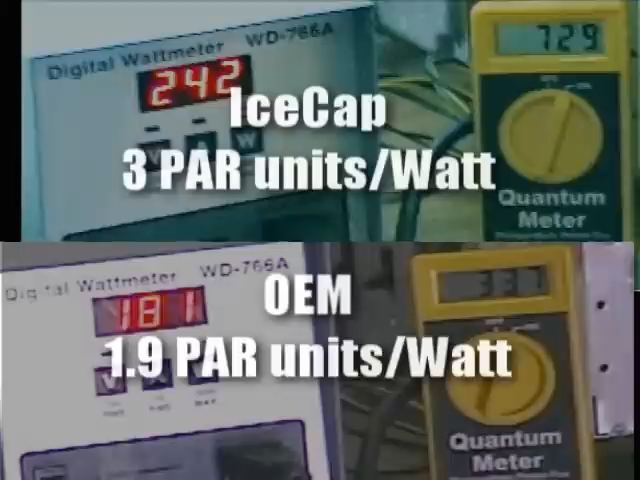 Digital Wattmeter WD-766A
242
729
IceCap
3 PAR units/Watt
Quantum
Meter
Digital Wattmeter WD-766A
181
337
OEM
1.9 PAR units/Watt
V
Quantum
Meter